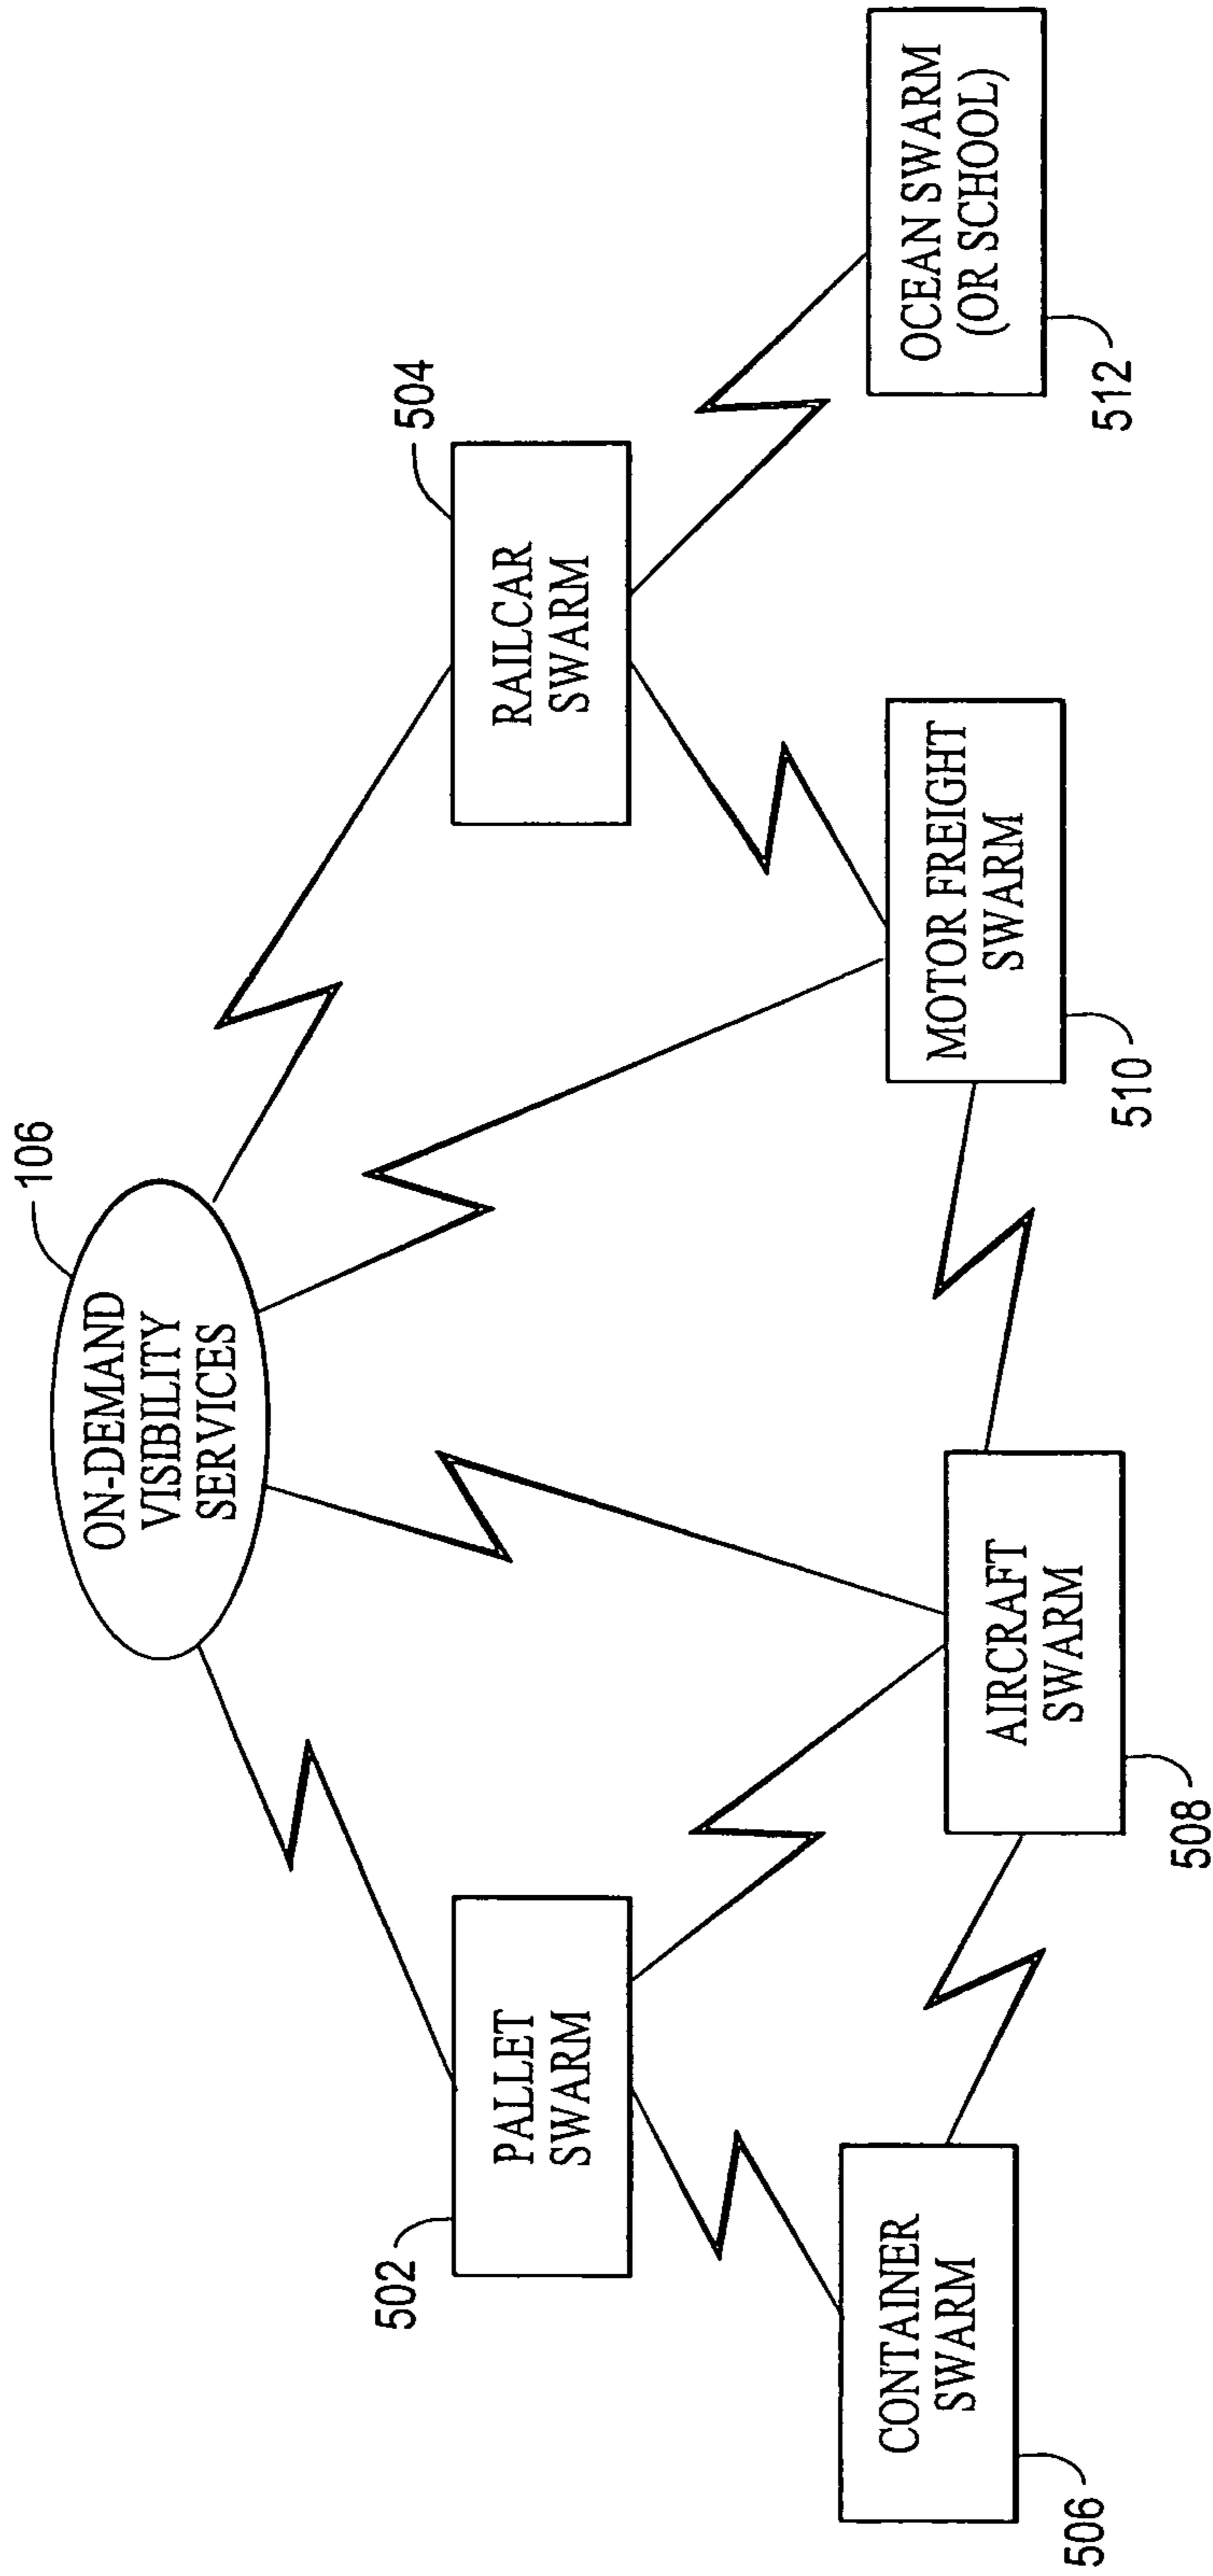 106
ON-DEMAND
VISIBILITY
SERVICES
502
PALLET
SWARM
504
RAILCAR
SWARM
CONTAINER
SWARM
506
AIRCRAFT
SWARM
508
MOTOR FREIGHT
SWARM
510
OCEAN SWARM
(OR SCHOOL)
512